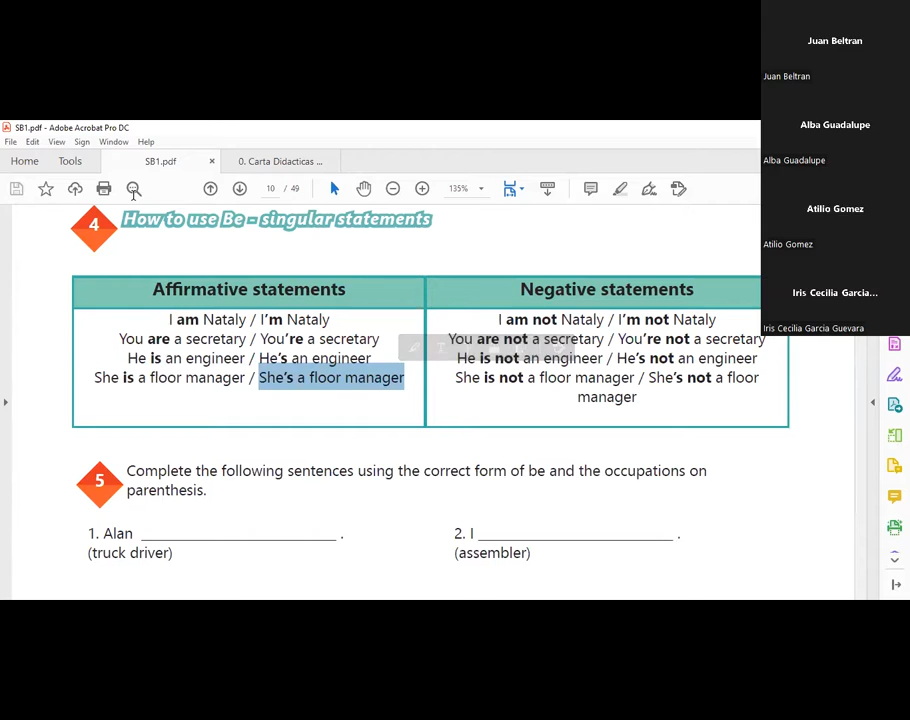 Juan Beltran
Juan Beltran
Alba Guadalupe
Alba Guadalupe
Atilio Gomez
Atilio Gomez
Iris Cecilia Garcia...
Iris Cecilia Garcia Guevara
SB1.pdf - Adobe Acrobat Pro DC
File Edit View Sign Window Help
Home Tools SB1.pdf × 0. Carta Didacticas ...
10 / 49 135%
4 How to use Be - singular statements
Affirmative statements
I am Nataly / I'm Nataly
You are a secretary / You're a secretary
He is an engineer / He's an engineer
She is a floor manager / She's a floor manager
Negative statements
I am not Nataly / I'm not Nataly
You are not a secretary / You're not a secretary
He is not an engineer / He's not an engineer
She is not a floor manager / She's not a floor
manager
5 Complete the following sentences using the correct form of be and the occupations on
parenthesis.
1. Alan ________________________ .
(truck driver)
2. I ________________________ .
(assembler)